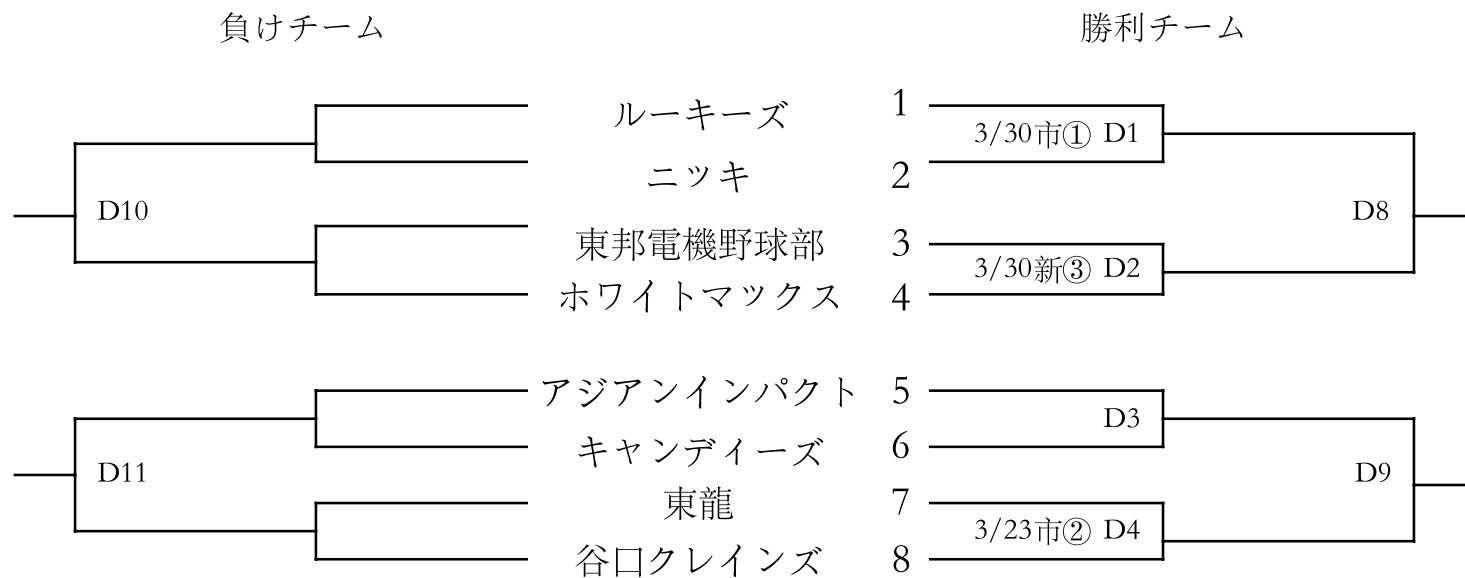 負けチーム 勝利チーム
ルーキーズ 1 3/30市① D1
ニツキ 2
D10 D8
東邦電機野球部 3 3/30新③ D2
ホワイトマックス 4
アジアンインパクト 5 D3
キャンデイーズ 6
D11 D9
東龍 7 3/23市② D4
谷口クレインズ 8